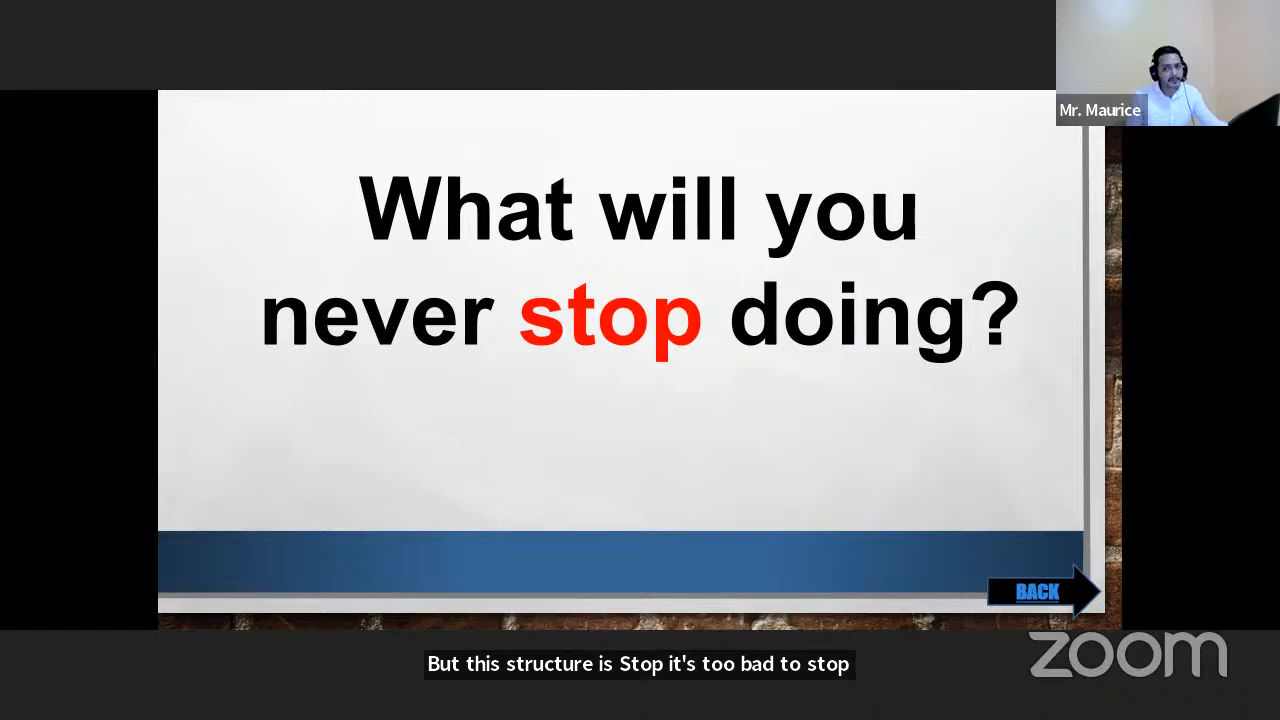 Mr. Maurice
What will you
never stop doing?
BACK
zoom
But this structure is Stop it's too bad to stop